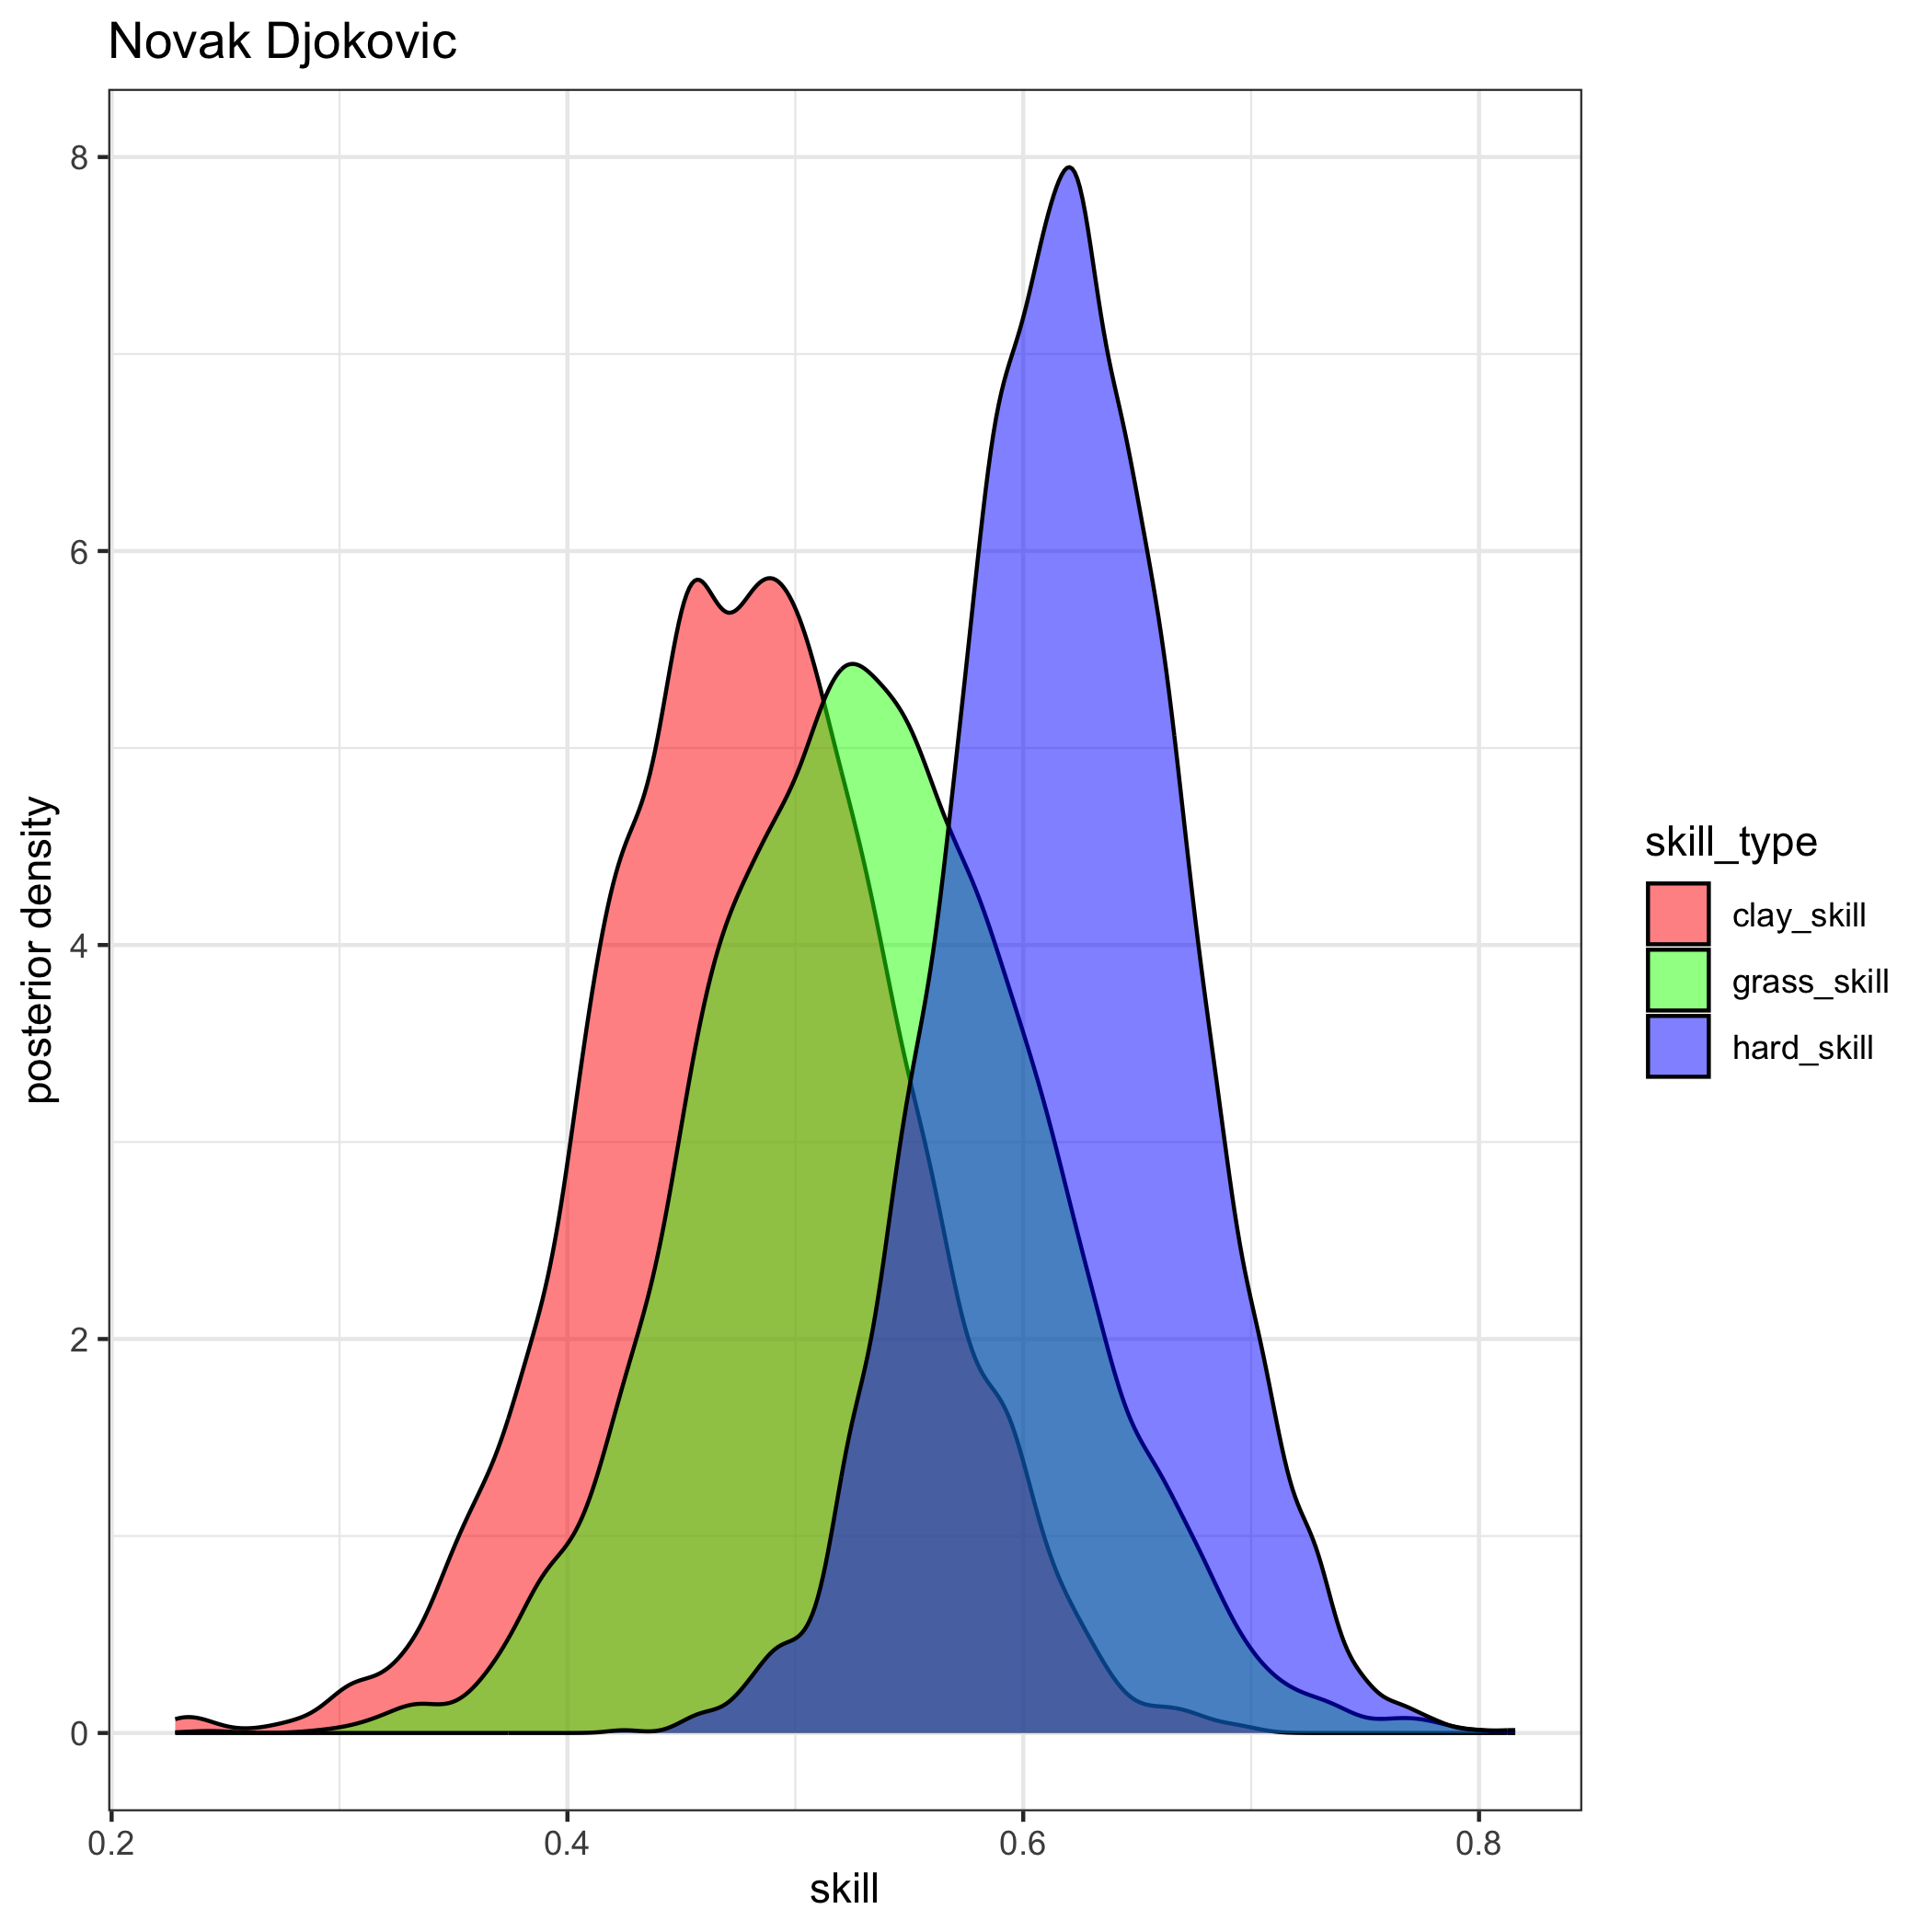 Novak Djokovic
8
6
4
2
0
posterior density
0.2 0.4 0.6 0.8
skill
skill_type
clay_skill
grass_skill
hard_skill